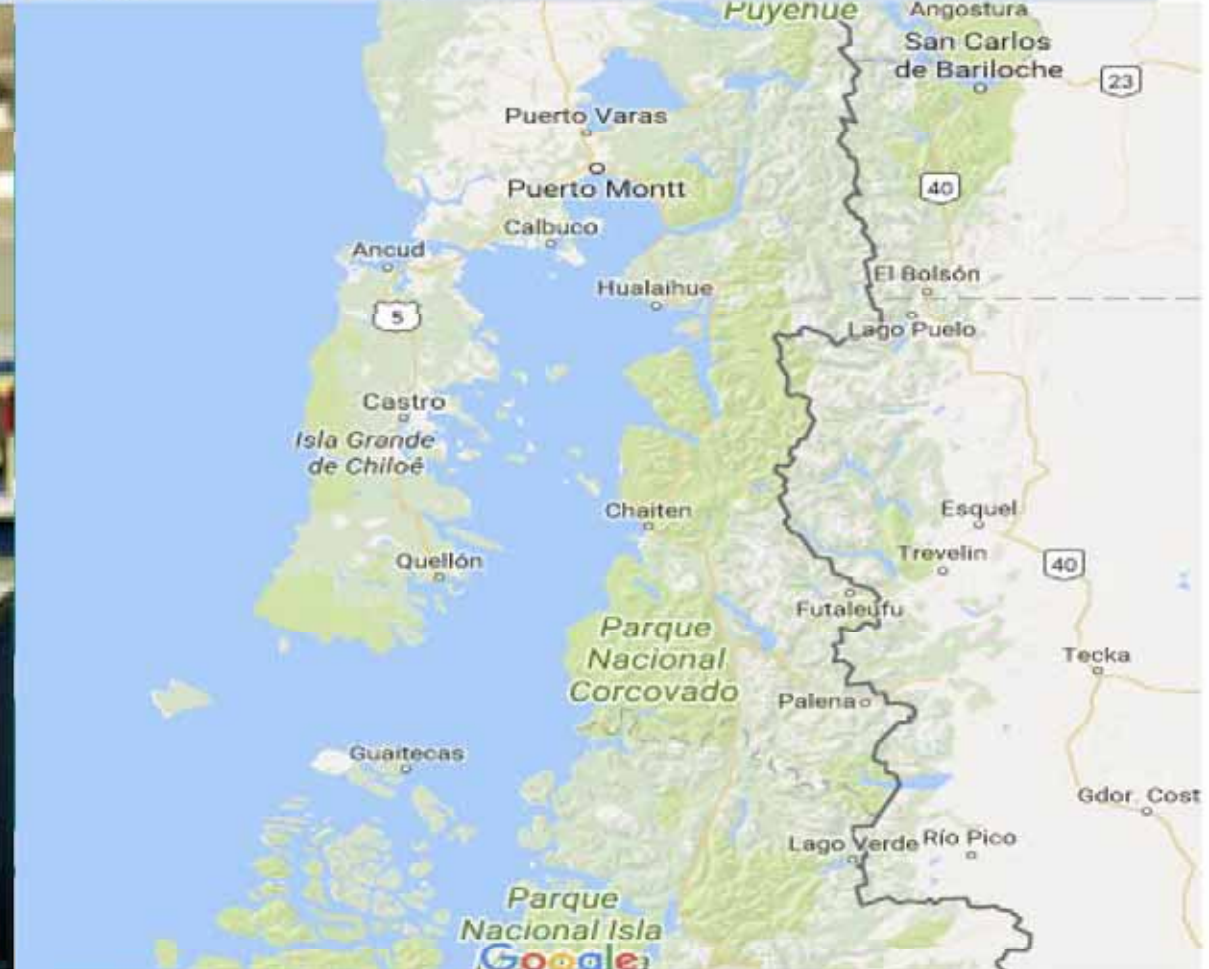 Puyehue
Angostura
San Carlos
de Bariloche
23
Puerto Varas
Puerto Montt
40
Calbuco
Ancud
El Bolsón
Hualaihue
5
Lago Puelo
Castro
Isla Grande
de Chiloé
Chaiten
Esquel
Trevelin
Quellón
40
Futaleufu
Parque
Nacional
Corcovado
Tecka
Palena
Guaitecas
Gdor. Cost
Lago Verde
Río Pico
Parque
Nacional Isla
Google